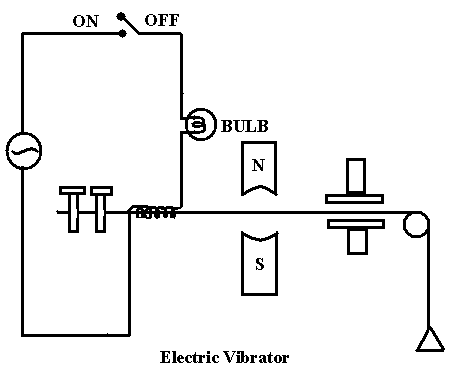 ON OFF
BULB
N
S
Electric Vibrator